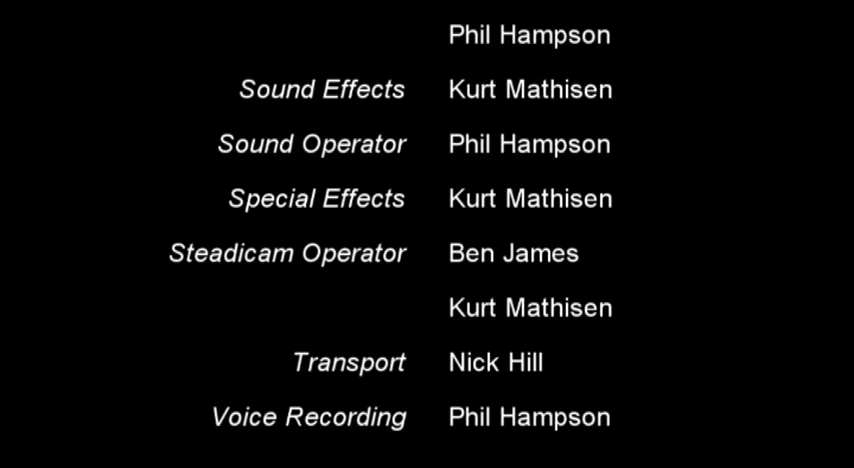 Phil Hampson
Sound Effects Kurt Mathisen
Sound Operator Phil Hampson
Special Effects Kurt Mathisen
Steadicam Operator Ben James
Kurt Mathisen
Transport Nick Hill
Voice Recording Phil Hampson